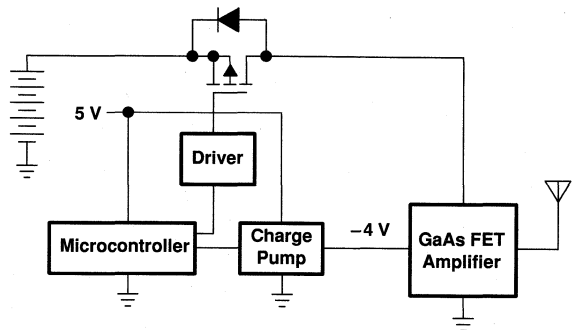 5 V
Driver
Microcontroller
Charge
Pump
−4 V
GaAs FET
Amplifier